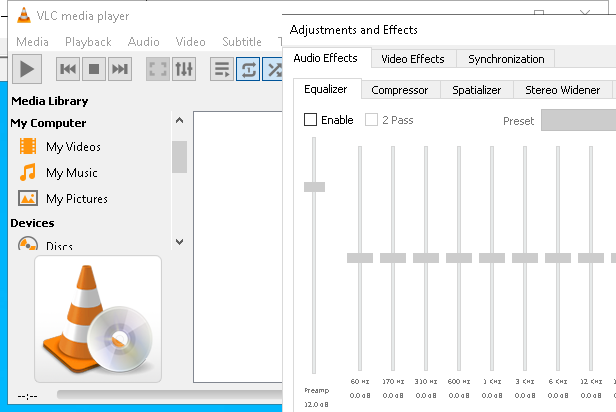 VLC media player
Media Playback Audio Video Subtitle
Media Library
My Computer
My Videos
My Music
My Pictures
Devices
Discs
--:--
Adjustments and Effects
Audio Effects Video Effects Synchronization
Equalizer Compressor Spatializer Stereo Widener
Enable 2 Pass Preset
60 Hz 170 Hz 310 Hz 600 Hz 1 KHz 3 KHz 6 KHz 12 KHz
Preamp 0.0 dB 0.0 dB 0.0 dB 0.0 dB 0.0 dB 0.0 dB 0.0 dB 0.0 dB
12.0 dB